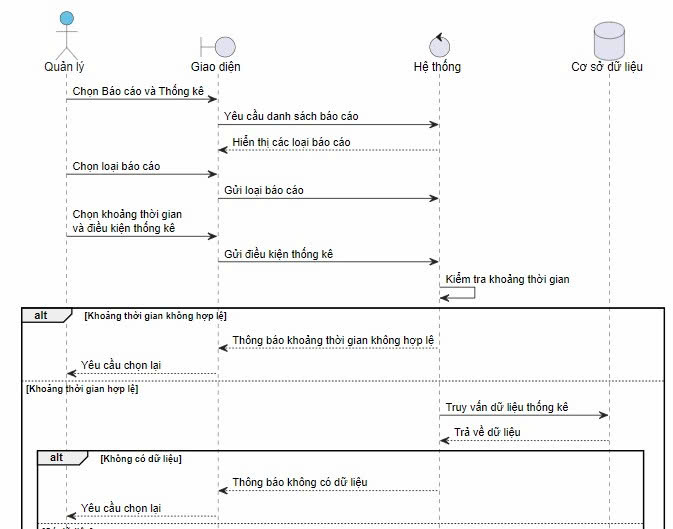 Quản lý
Giao diện
Hệ thống
Cơ sở dữ liệu
Chọn Báo cáo và Thống kê
Yêu cầu danh sách báo cáo
Hiển thị các loại báo cáo
Chọn loại báo cáo
Gửi loại báo cáo
Chọn khoảng thời gian
và điều kiện thống kê
Gửi điều kiện thống kê
Kiểm tra khoảng thời gian
alt [Khoảng thời gian không hợp lệ]
Thông báo khoảng thời gian không hợp lệ
Yêu cầu chọn lại
[Khoảng thời gian hợp lệ]
Truy vấn dữ liệu thống kê
Trả về dữ liệu
alt [Không có dữ liệu]
Thông báo không có dữ liệu
Yêu cầu chọn lại